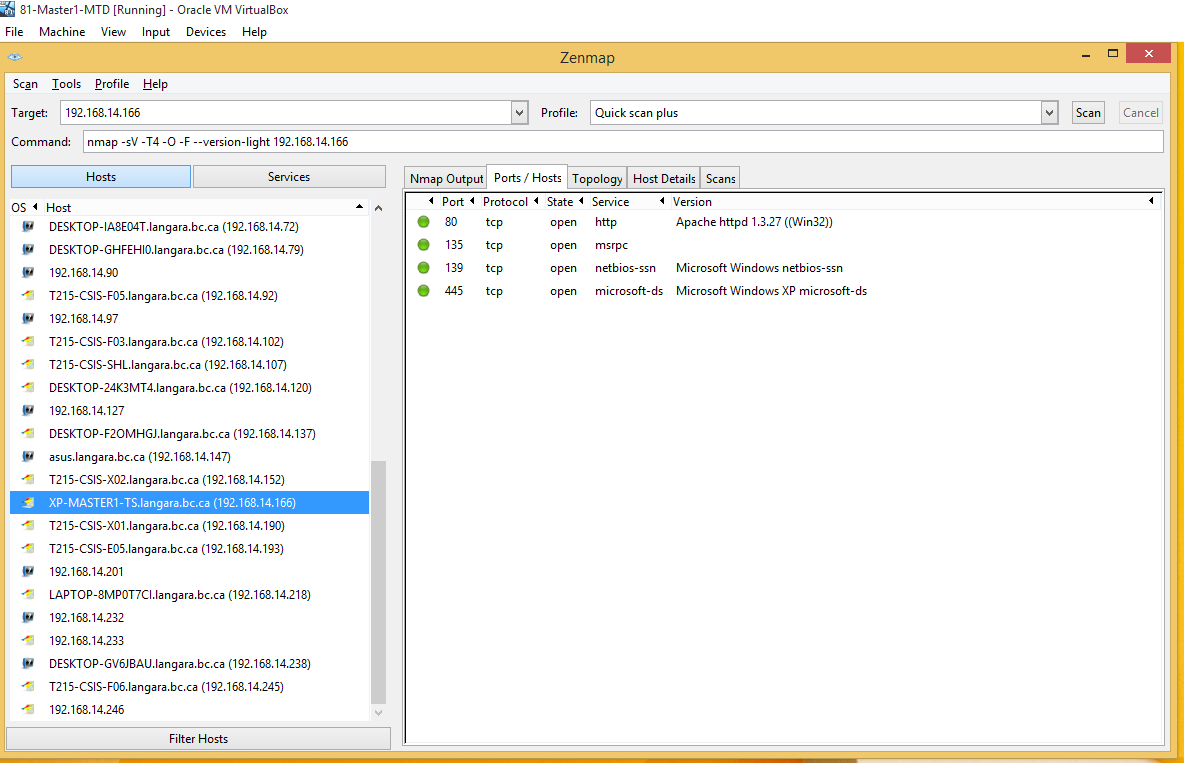 81-Master1-MTD [Running] - Oracle VM VirtualBox
File Machine View Input Devices Help
Zenmap
Scan Tools Profile Help
Target: 192.168.14.166 Profile: Quick scan plus Scan Cancel
Command: nmap -sV -T4 -O -F --version-light 192.168.14.166
Hosts Services
OS Host
DESKTOP-IA8E04T.langara.bc.ca (192.168.14.72)
DESKTOP-GHFEHI0.langara.bc.ca (192.168.14.79)
192.168.14.90
T215-CSIS-F05.langara.bc.ca (192.168.14.92)
192.168.14.97
T215-CSIS-F03.langara.bc.ca (192.168.14.102)
T215-CSIS-SHL.langara.bc.ca (192.168.14.107)
DESKTOP-24K3MT4.langara.bc.ca (192.168.14.120)
192.168.14.127
DESKTOP-F2OMHGJ.langara.bc.ca (192.168.14.137)
asus.langara.bc.ca (192.168.14.147)
T215-CSIS-X02.langara.bc.ca (192.168.14.152)
XP-MASTER1-TS.langara.bc.ca (192.168.14.166)
T215-CSIS-X01.langara.bc.ca (192.168.14.190)
T215-CSIS-E05.langara.bc.ca (192.168.14.193)
192.168.14.201
LAPTOP-8MP0T7CI.langara.bc.ca (192.168.14.218)
192.168.14.232
192.168.14.233
DESKTOP-GV6JBAU.langara.bc.ca (192.168.14.238)
T215-CSIS-F06.langara.bc.ca (192.168.14.245)
192.168.14.246
Filter Hosts
Nmap Output Ports / Hosts Topology Host Details Scans
Port Protocol State Service Version
80 tcp open http Apache httpd 1.3.27 ((Win32))
135 tcp open msrpc
139 tcp open netbios-ssn Microsoft Windows netbios-ssn
445 tcp open microsoft-ds Microsoft Windows XP microsoft-ds